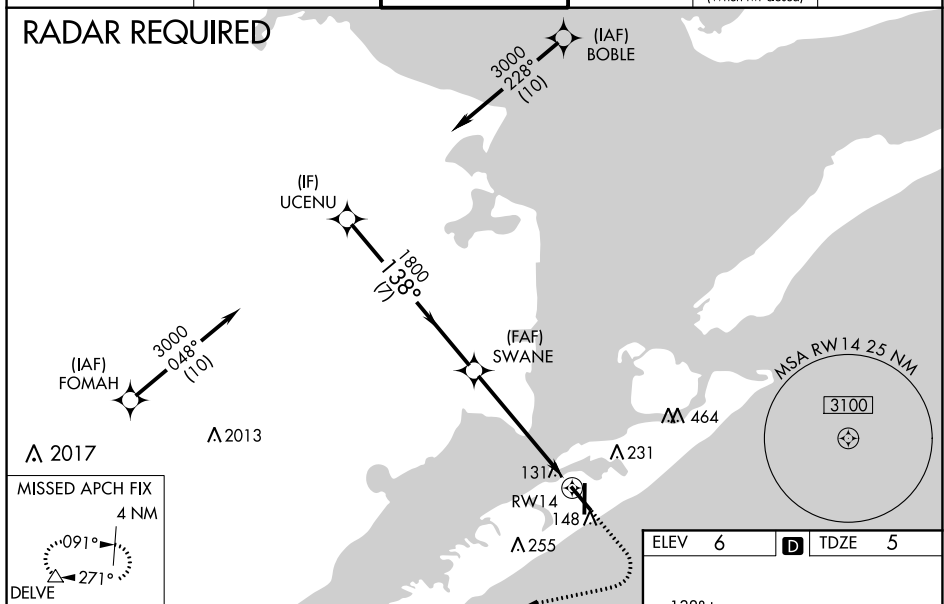 RADAR REQUIRED
(IAF)
BOBLE
3000
228°
(10)
(IF)
UCENU
1800
138°
(7)
(FAF)
SWANE
3000
048°
(10)
(IAF)
FOMAH
MSA RW14 25 NM
3100
2013
2017
464
231
131
RW14
148
255
MISSED APCH FIX
4 NM
091°
271°
DELVE
ELEV 6
D
TDZE 5